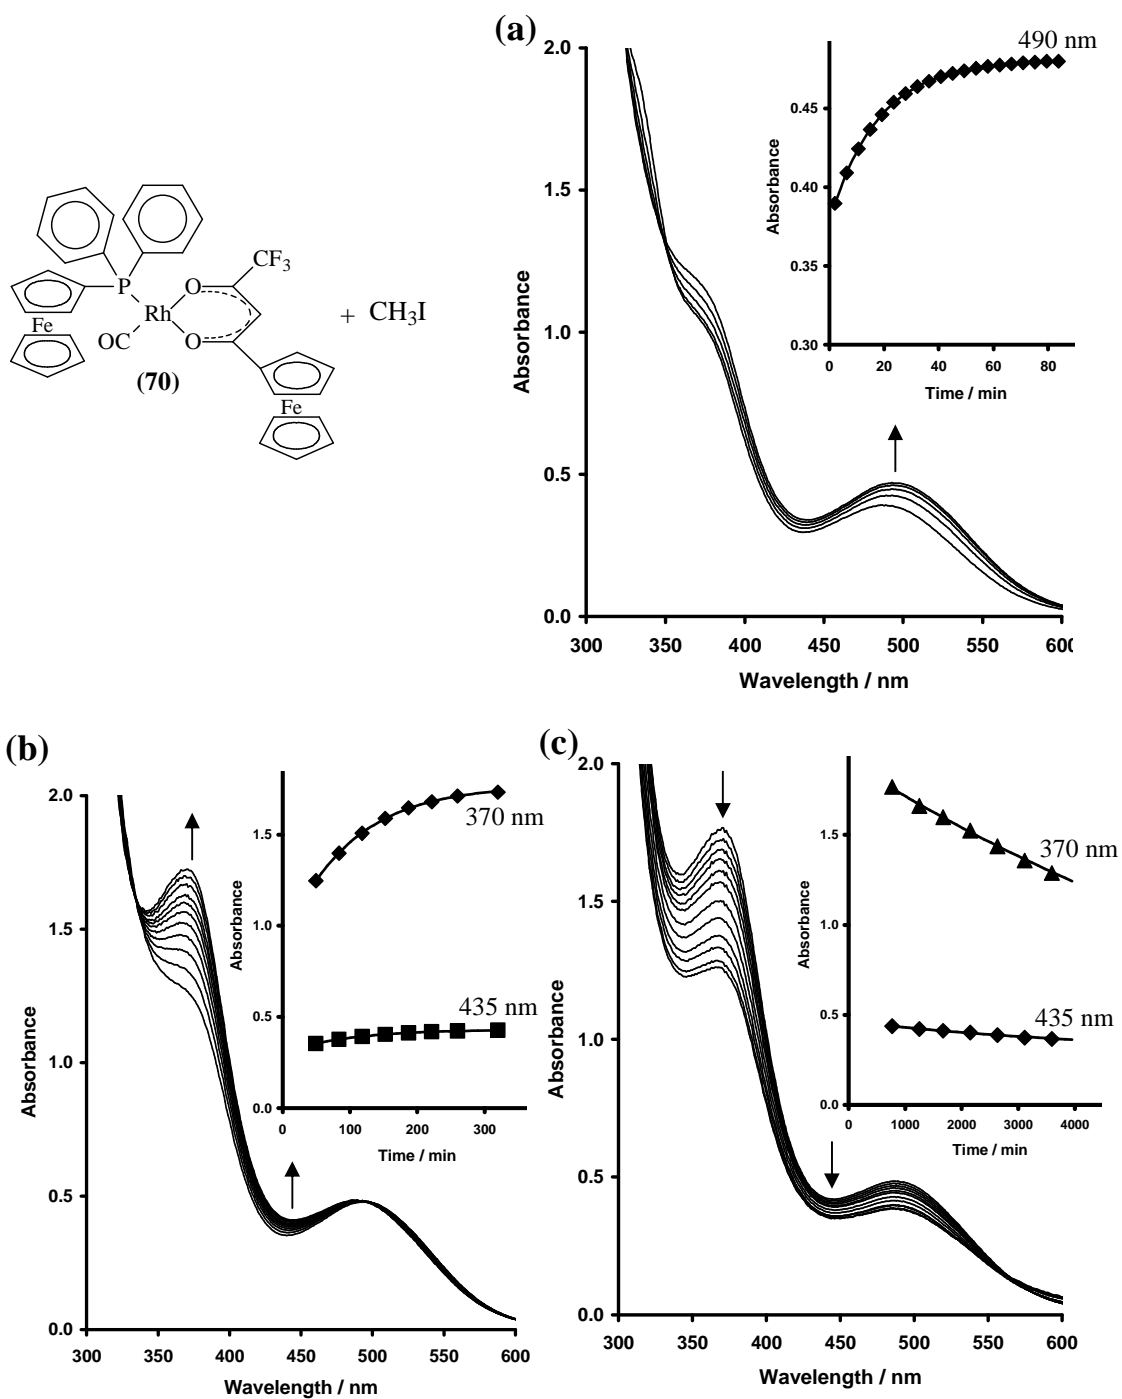 (a)
2.0
1.5
1.0
0.5
0.0
300 350 400 450 500 550 600
Absorbance
Wavelength / nm
490 nm
0.45
0.40
0.35
0.30
0 20 40 60 80
Absorbance
Time / min
CF3
P
O
Fe
Rh
+ CH3I
OC
O
(70)
Fe
(b)
2.0
1.5
1.0
0.5
0.0
300 350 400 450 500 550 600
Absorbance
Wavelength / nm
370 nm
435 nm
1.5
1.0
0.5
0.0
0 100 200 300
Absorbance
Time / min
(c)
2.0
1.5
1.0
0.5
0.0
300 350 400 450 500 550 600
Absorbance
Wavelength / nm
370 nm
435 nm
1.5
1.0
0.5
0.0
0 1000 2000 3000 4000
Absorbance
Time / min